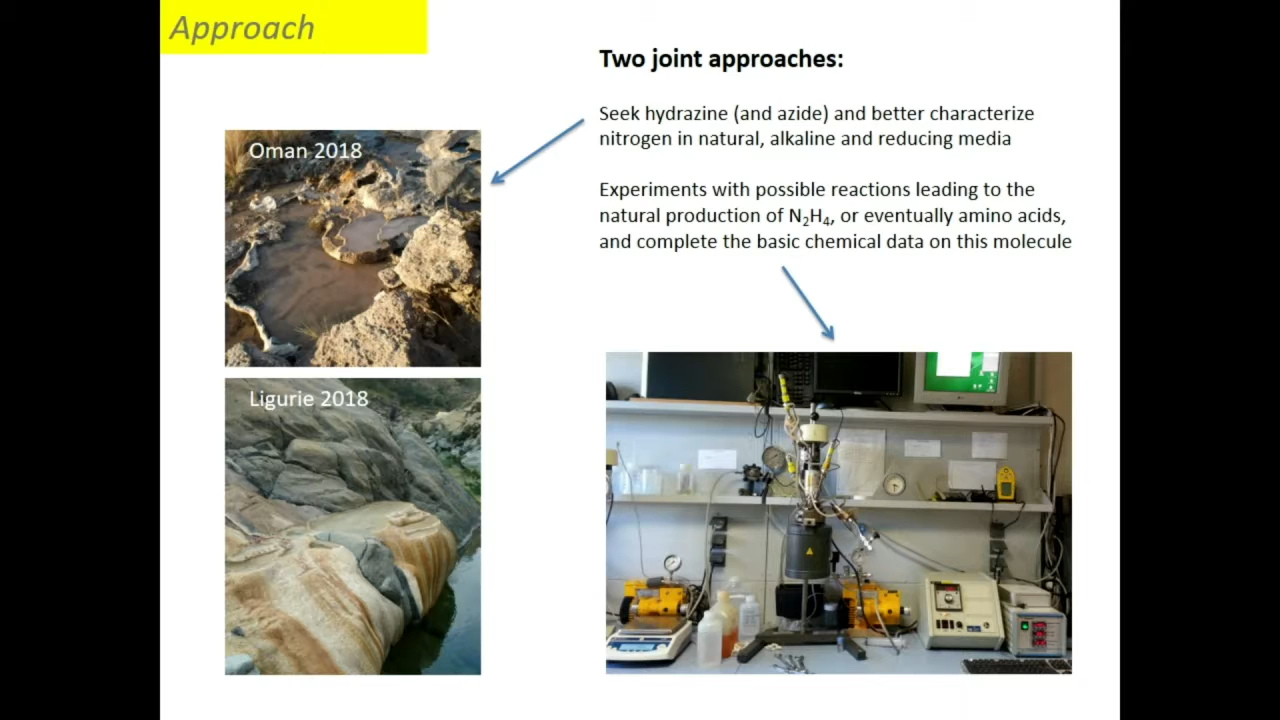 Approach
Two joint approaches:
Seek hydrazine (and azide) and better characterize
nitrogen in natural, alkaline and reducing media
Oman 2018
Experiments with possible reactions leading to the
natural production of N₂H₄, or eventually amino acids,
and complete the basic chemical data on this molecule
Ligurie 2018